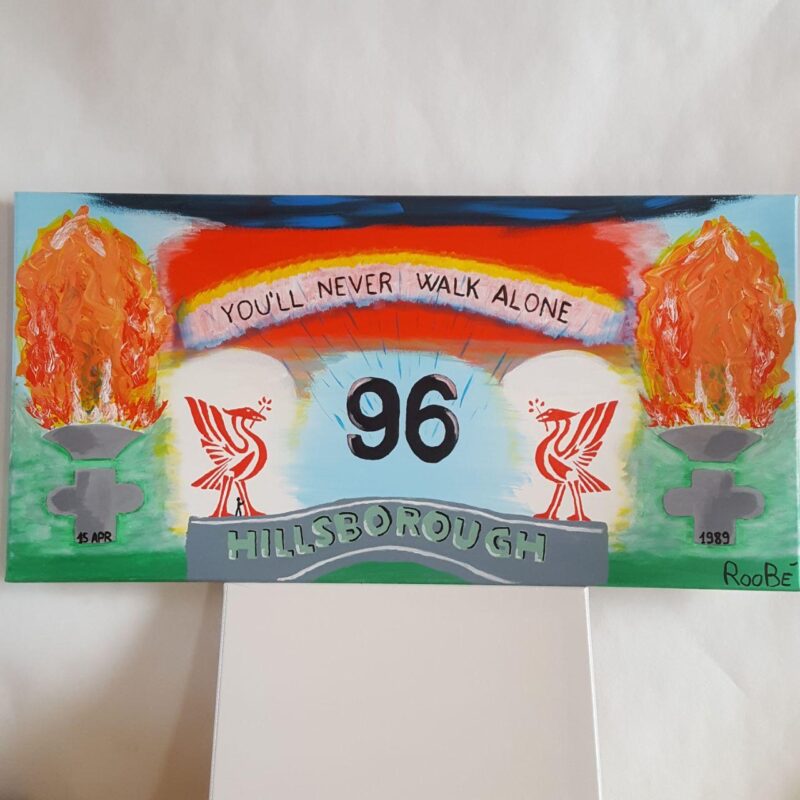 YOU'LL NEVER WALK ALONE
96
HILLSBOROUGH
15 APR
1989
RooBé